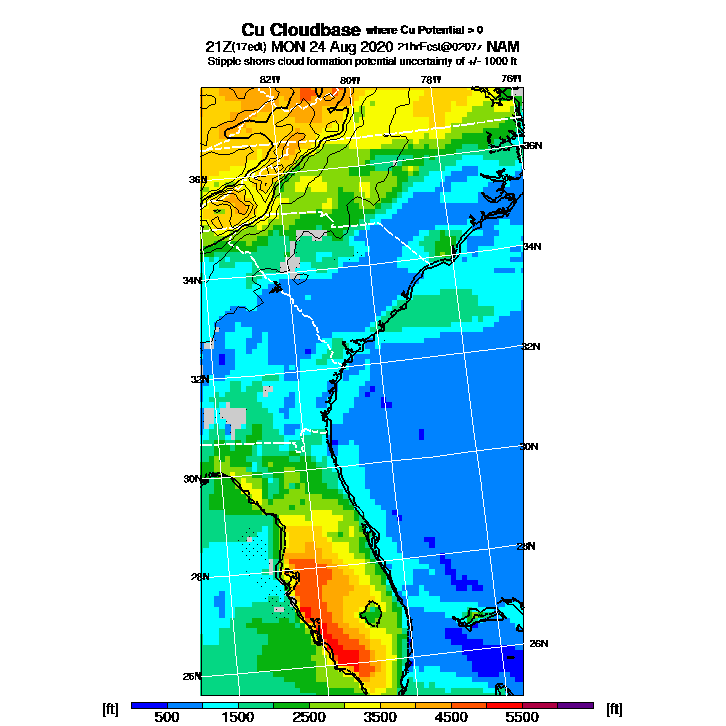 Cu Cloudbase where Cu Potential > 0
21Z(17edt) MON 24 Aug 2020 21hrFcst@0207z NAM
Stipple shows cloud formation potential uncertainty of +/- 1000 ft
82W 80W 78W 76W
36N
36N
34N
34N
32N
32N
30N
30N
28N
28N
26N
26N
[ft] [ft]
500 1500 2500 3500 4500 5500